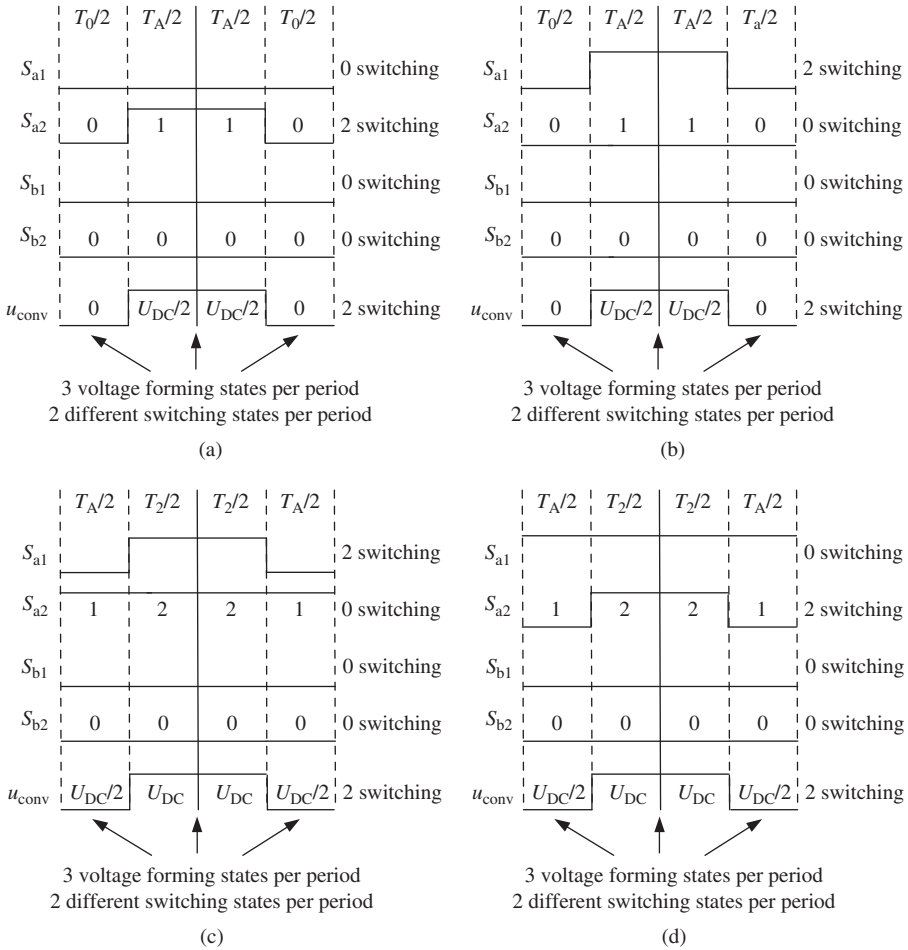 T0/2 TA/2 TA/2 T0/2
Sa1 0 switching
Sa2 0 1 1 0 2 switching
Sb1 0 switching
Sb2 0 0 0 0 0 switching
uconv 0 UDC/2 UDC/2 0 2 switching
3 voltage forming states per period
2 different switching states per period
(a)
T0/2 TA/2 TA/2 Ta/2
Sa1 2 switching
Sa2 0 1 1 0 0 switching
Sb1 0 switching
Sb2 0 0 0 0 0 switching
uconv 0 UDC/2 UDC/2 0 2 switching
3 voltage forming states per period
2 different switching states per period
(b)
TA/2 T2/2 T2/2 TA/2
Sa1 2 switching
Sa2 1 2 2 1 0 switching
Sb1 0 switching
Sb2 0 0 0 0 0 switching
uconv UDC/2 UDC UDC UDC/2 2 switching
3 voltage forming states per period
2 different switching states per period
(c)
TA/2 T2/2 T2/2 TA/2
Sa1 0 switching
Sa2 1 2 2 1 2 switching
Sb1 0 switching
Sb2 0 0 0 0 0 switching
uconv UDC/2 UDC UDC UDC/2 2 switching
3 voltage forming states per period
2 different switching states per period
(d)